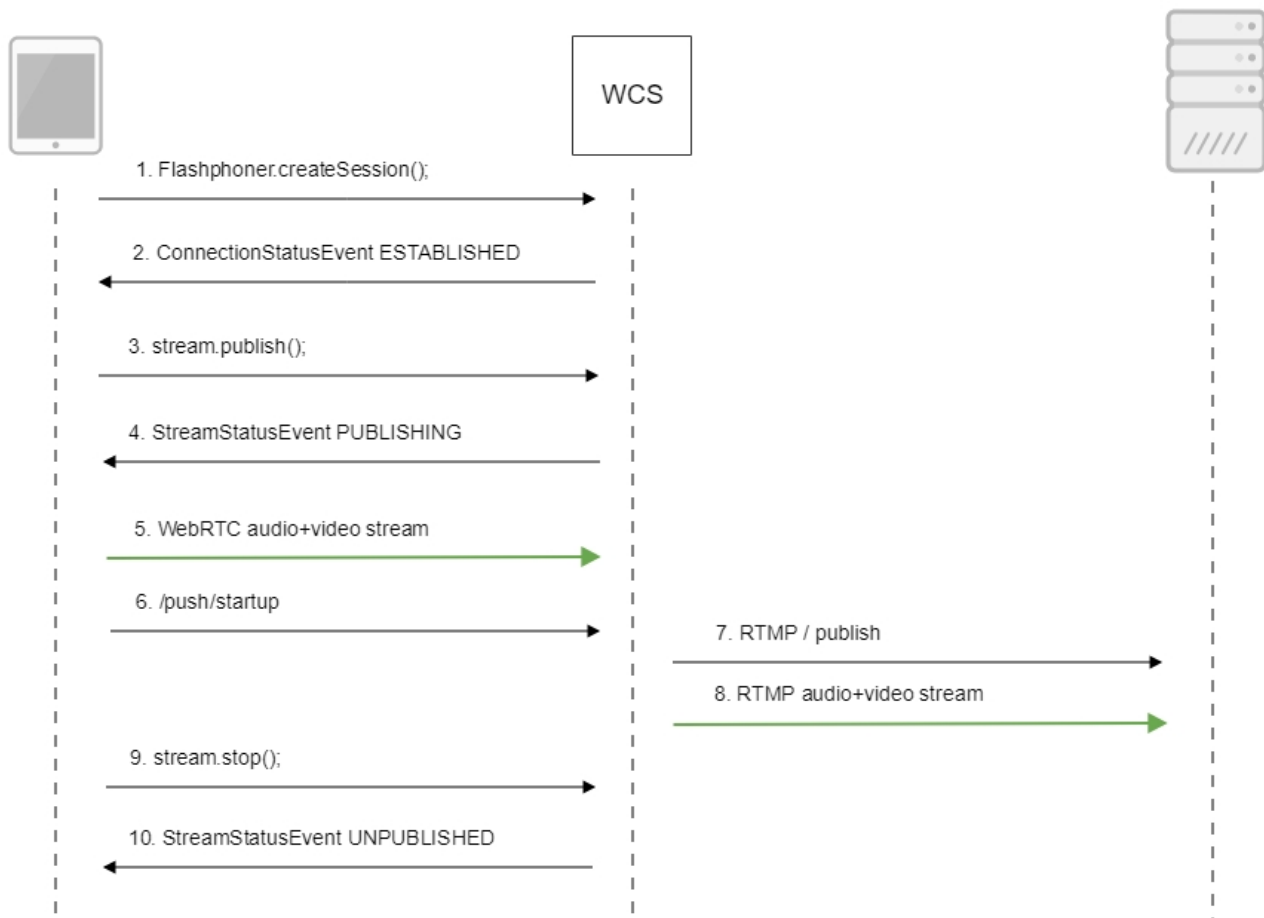 WCS
1. Flashphoner.createSession();
2. ConnectionStatusEvent ESTABLISHED
3. stream.publish();
4. StreamStatusEvent PUBLISHING
5. WebRTC audio+video stream
6. /push/startup
7. RTMP / publish
8. RTMP audio+video stream
9. stream.stop();
10. StreamStatusEvent UNPUBLISHED